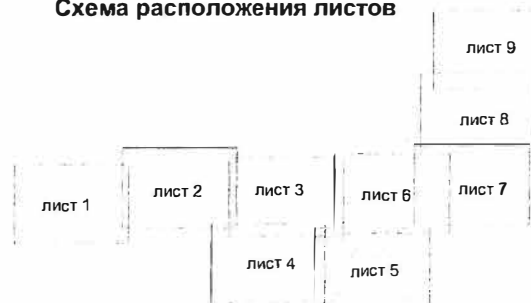 Схема расположения листов
лист 9
лист 8
лист 1
лист 2
лист 3
лист 6
лист 7
лист 4
лист 5